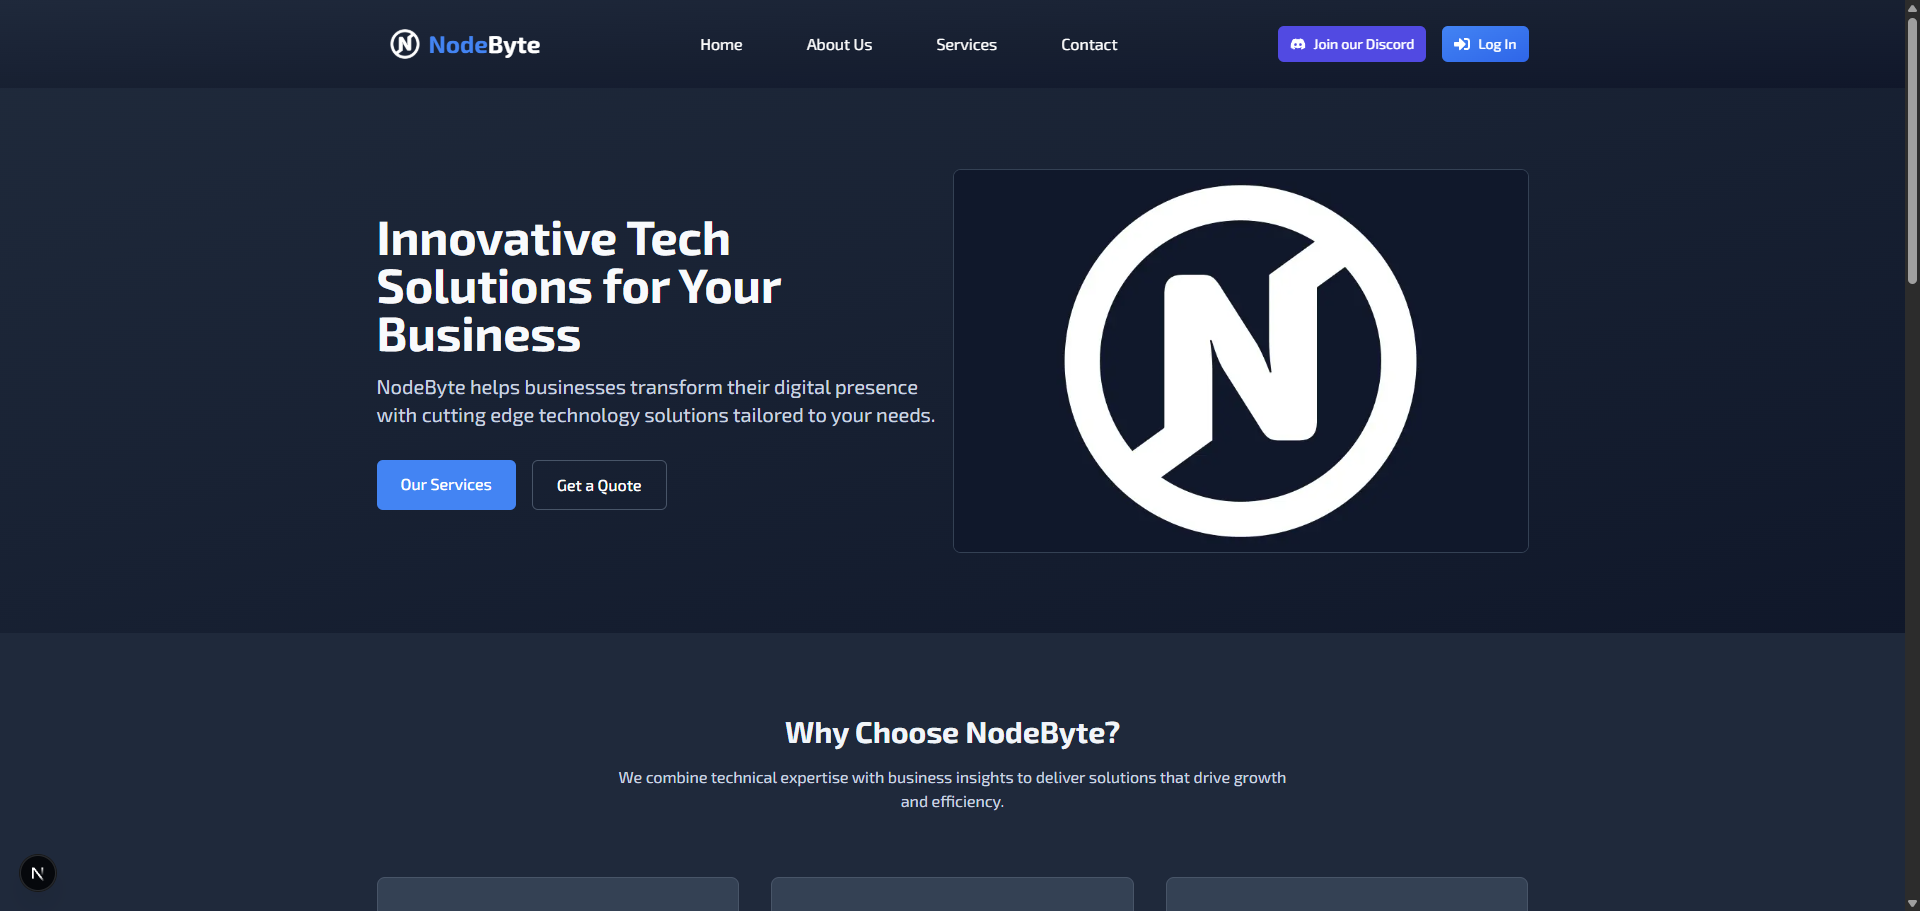 NodeByte
Home
About Us
Services
Contact
Join our Discord
Log In
Innovative Tech
Solutions for Your
Business
NodeByte helps businesses transform their digital presence
with cutting edge technology solutions tailored to your needs.
Our Services
Get a Quote
N
Why Choose NodeByte?
We combine technical expertise with business insights to deliver solutions that drive growth
and efficiency.
N